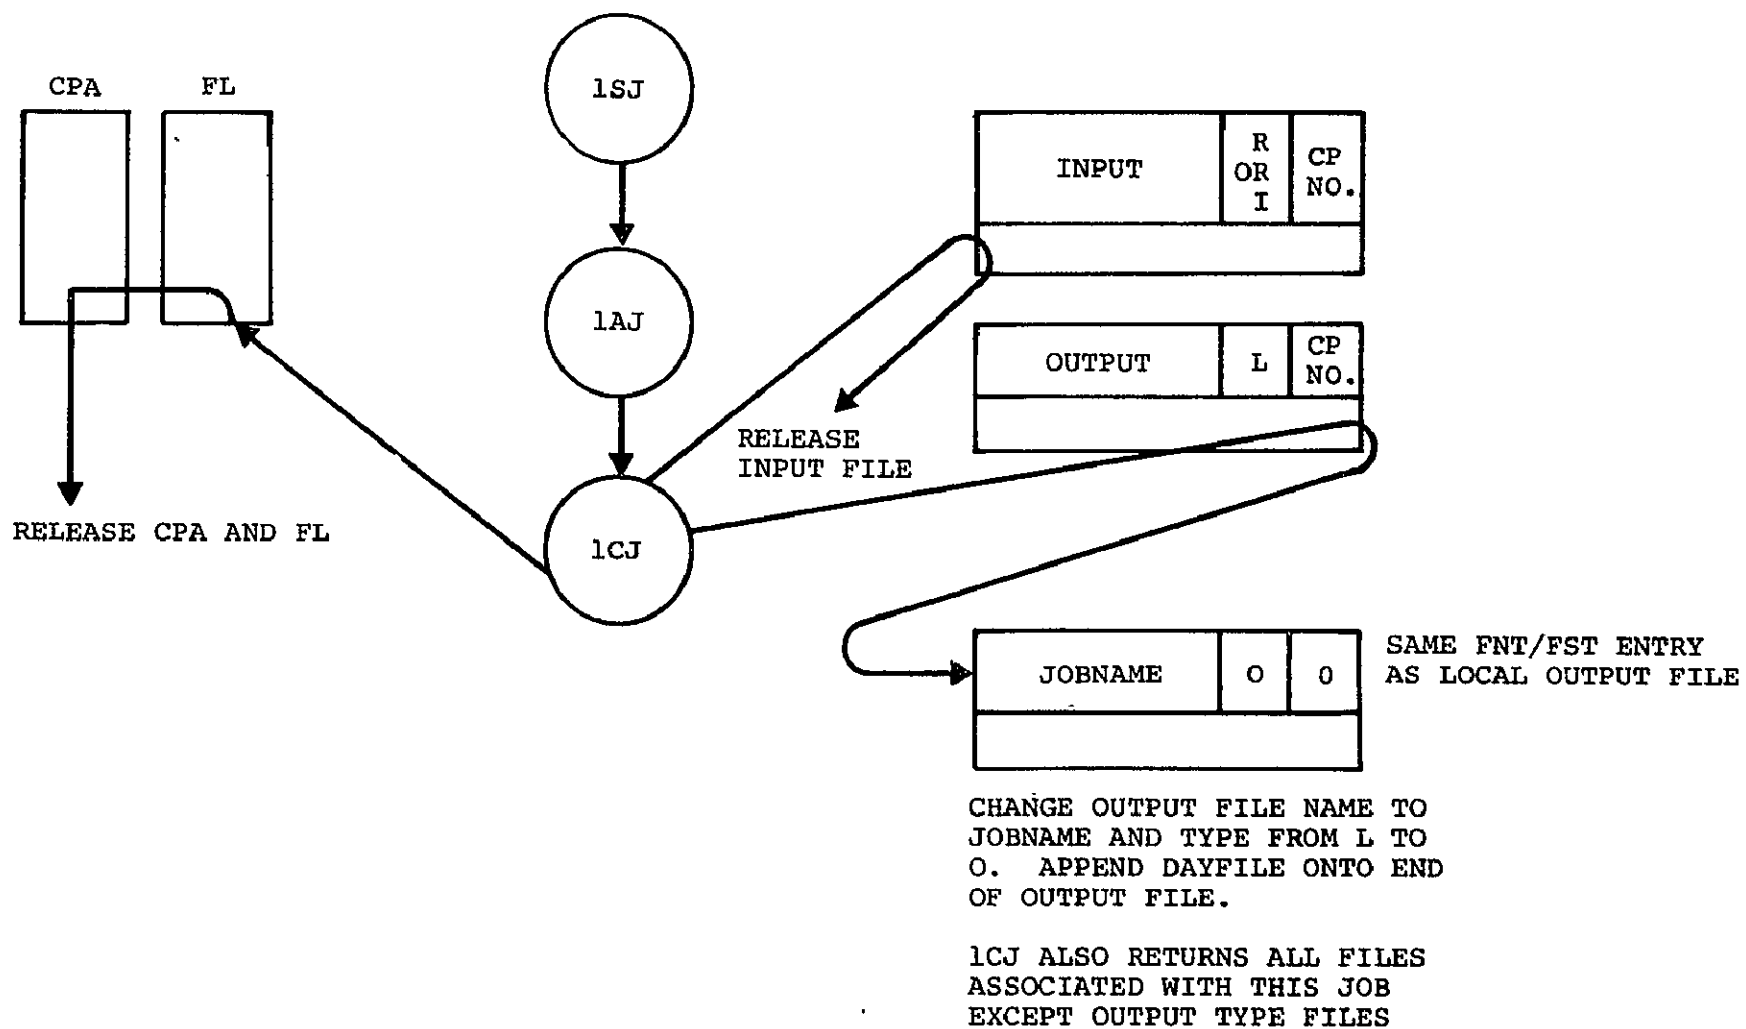 CPA
FL
1SJ
1AJ
1CJ
RELEASE CPA AND FL
INPUT
R
OR
I
CP
NO.
RELEASE
INPUT FILE
OUTPUT
L
CP
NO.
JOBNAME
O
0
SAME FNT/FST ENTRY
AS LOCAL OUTPUT FILE
CHANGE OUTPUT FILE NAME TO
JOBNAME AND TYPE FROM L TO
O. APPEND DAYFILE ONTO END
OF OUTPUT FILE.
1CJ ALSO RETURNS ALL FILES
ASSOCIATED WITH THIS JOB
EXCEPT OUTPUT TYPE FILES